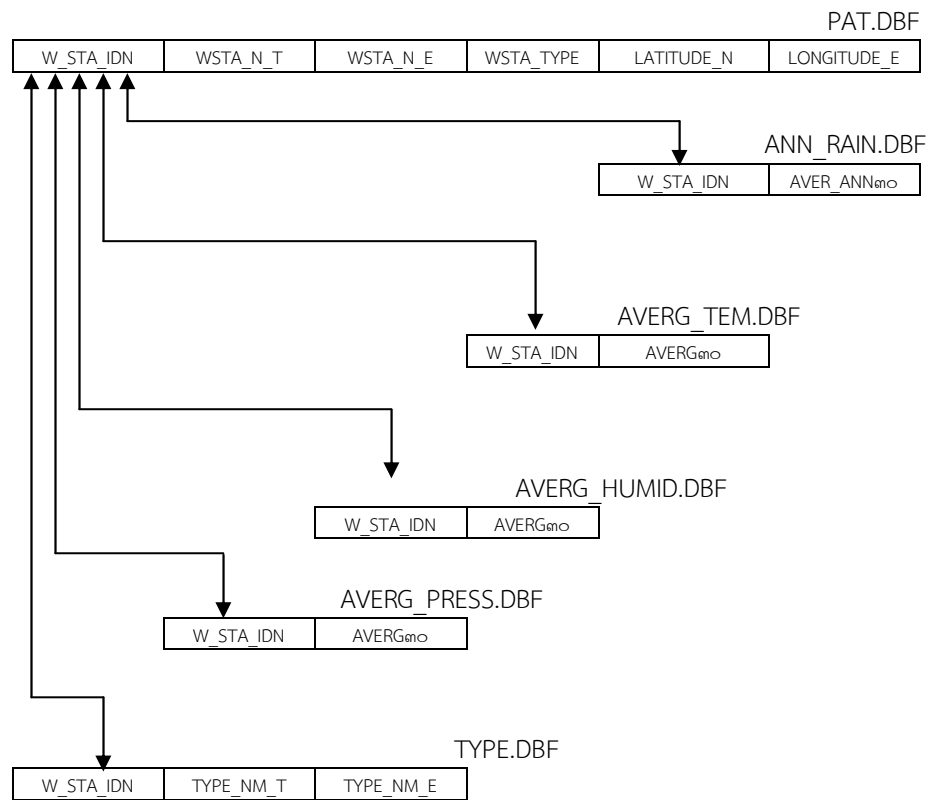 PAT.DBF
W_STA_IDN WSTA_N_T WSTA_N_E WSTA_TYPE LATITUDE_N LONGITUDE_E
ANN_RAIN.DBF
W_STA_IDN AVER_ANN๓๐
AVERG_TEM.DBF
W_STA_IDN AVERG๓๐
AVERG_HUMID.DBF
W_STA_IDN AVERG๓๐
AVERG_PRESS.DBF
W_STA_IDN AVERG๓๐
TYPE.DBF
W_STA_IDN TYPE_NM_T TYPE_NM_E